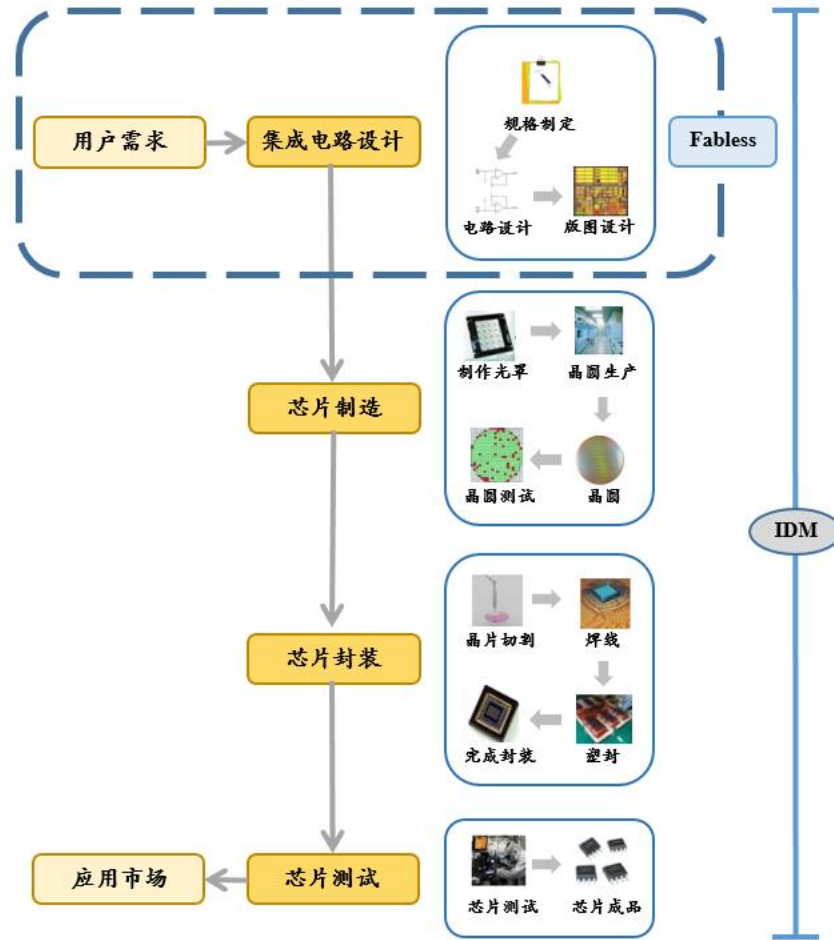 规格制定
用户需求
集成电路设计
Fabless
电路设计
版图设计
制作光罩
晶圆生产
芯片制造
晶圆测试
晶圆
IDM
晶片切割
焊线
芯片封装
完成封装
塑封
应用市场
芯片测试
芯片测试
芯片成品